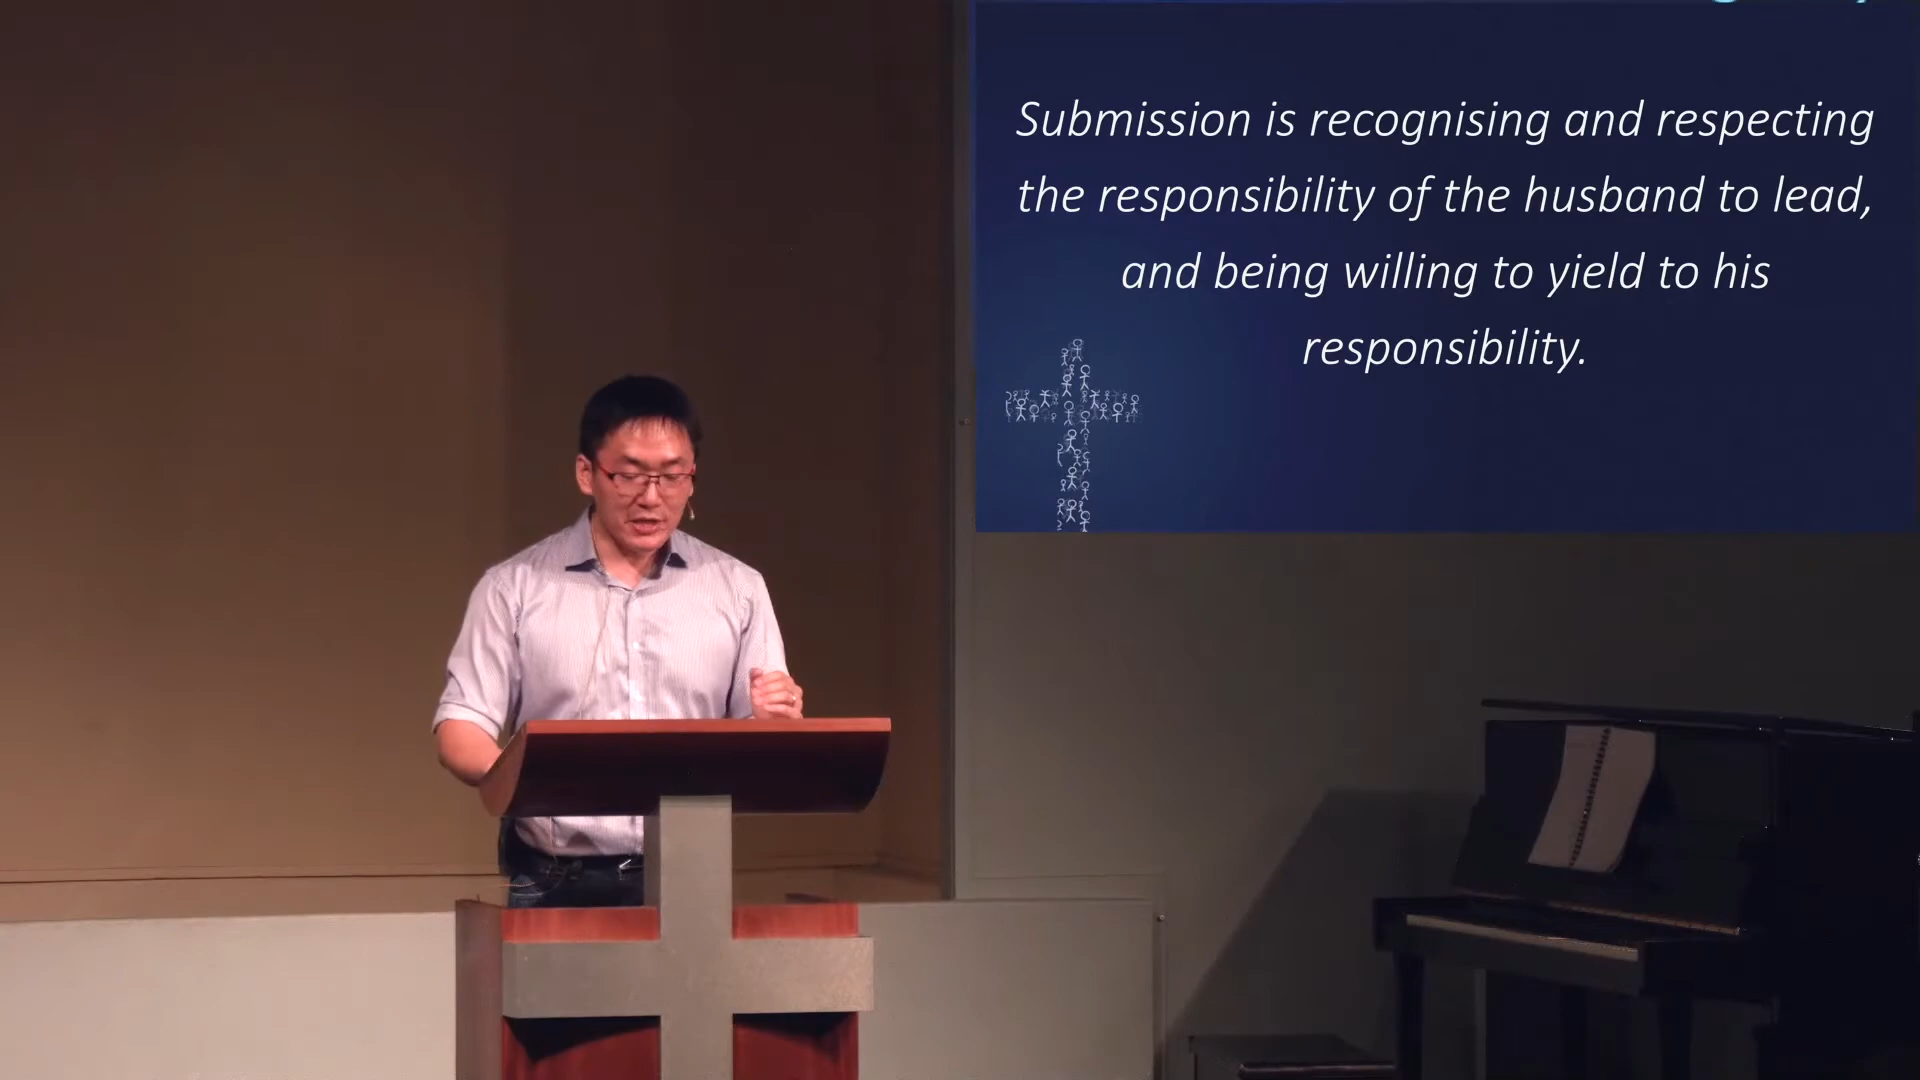 Submission is recognising and respecting
the responsibility of the husband to lead,
and being willing to yield to his
responsibility.